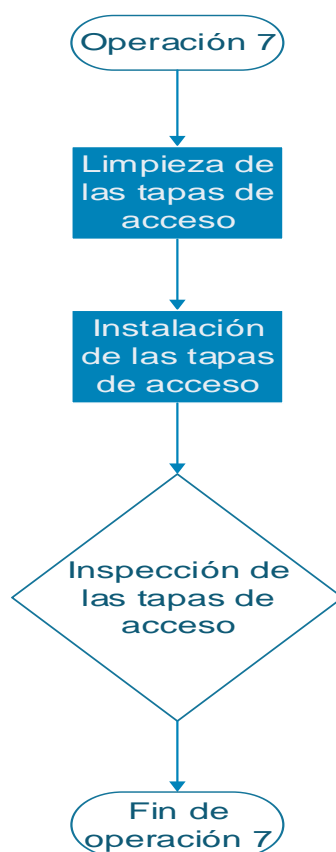 Operación 7
Limpieza de
las tapas de
acceso
Instalación
de las tapas
de acceso
Inspección de
las tapas de
acceso
Fin de
operación 7